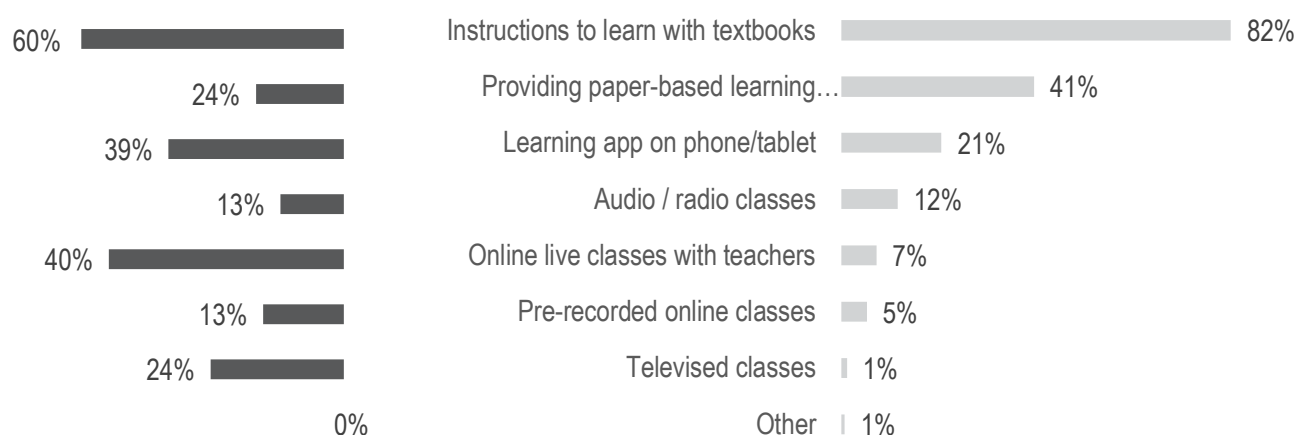 60% Instructions to learn with textbooks 82%
24% Providing paper-based learning… 41%
39% Learning app on phone/tablet 21%
13% Audio / radio classes 12%
40% Online live classes with teachers 7%
13% Pre-recorded online classes 5%
24% Televised classes 1%
0% Other 1%